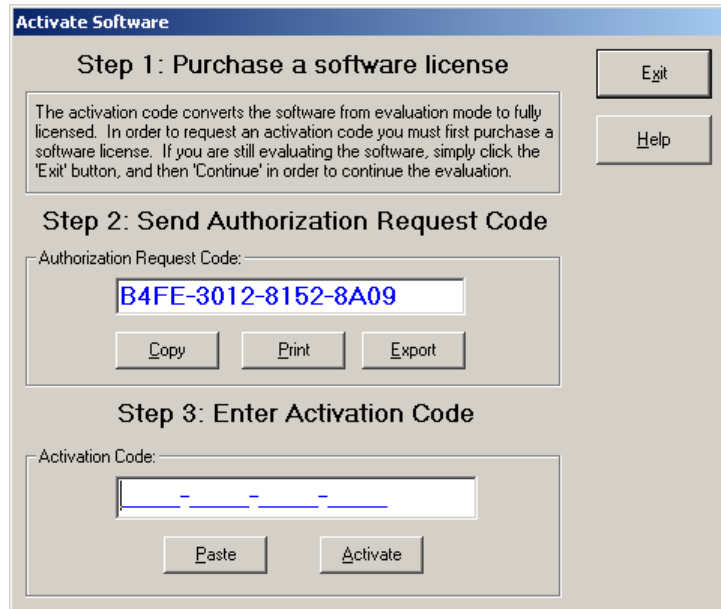 Activate Software
Step 1: Purchase a software license
Exit
The activation code converts the software from evaluation mode to fully
licensed. In order to request an activation code you must first purchase a
software license. If you are still evaluating the software, simply click the
'Exit' button, and then 'Continue' in order to continue the evaluation.
Help
Step 2: Send Authorization Request Code
Authorization Request Code:
B4FE-3012-8152-8A09
Copy Print Export
Step 3: Enter Activation Code
Activation Code:
____-____-____-____
Paste Activate